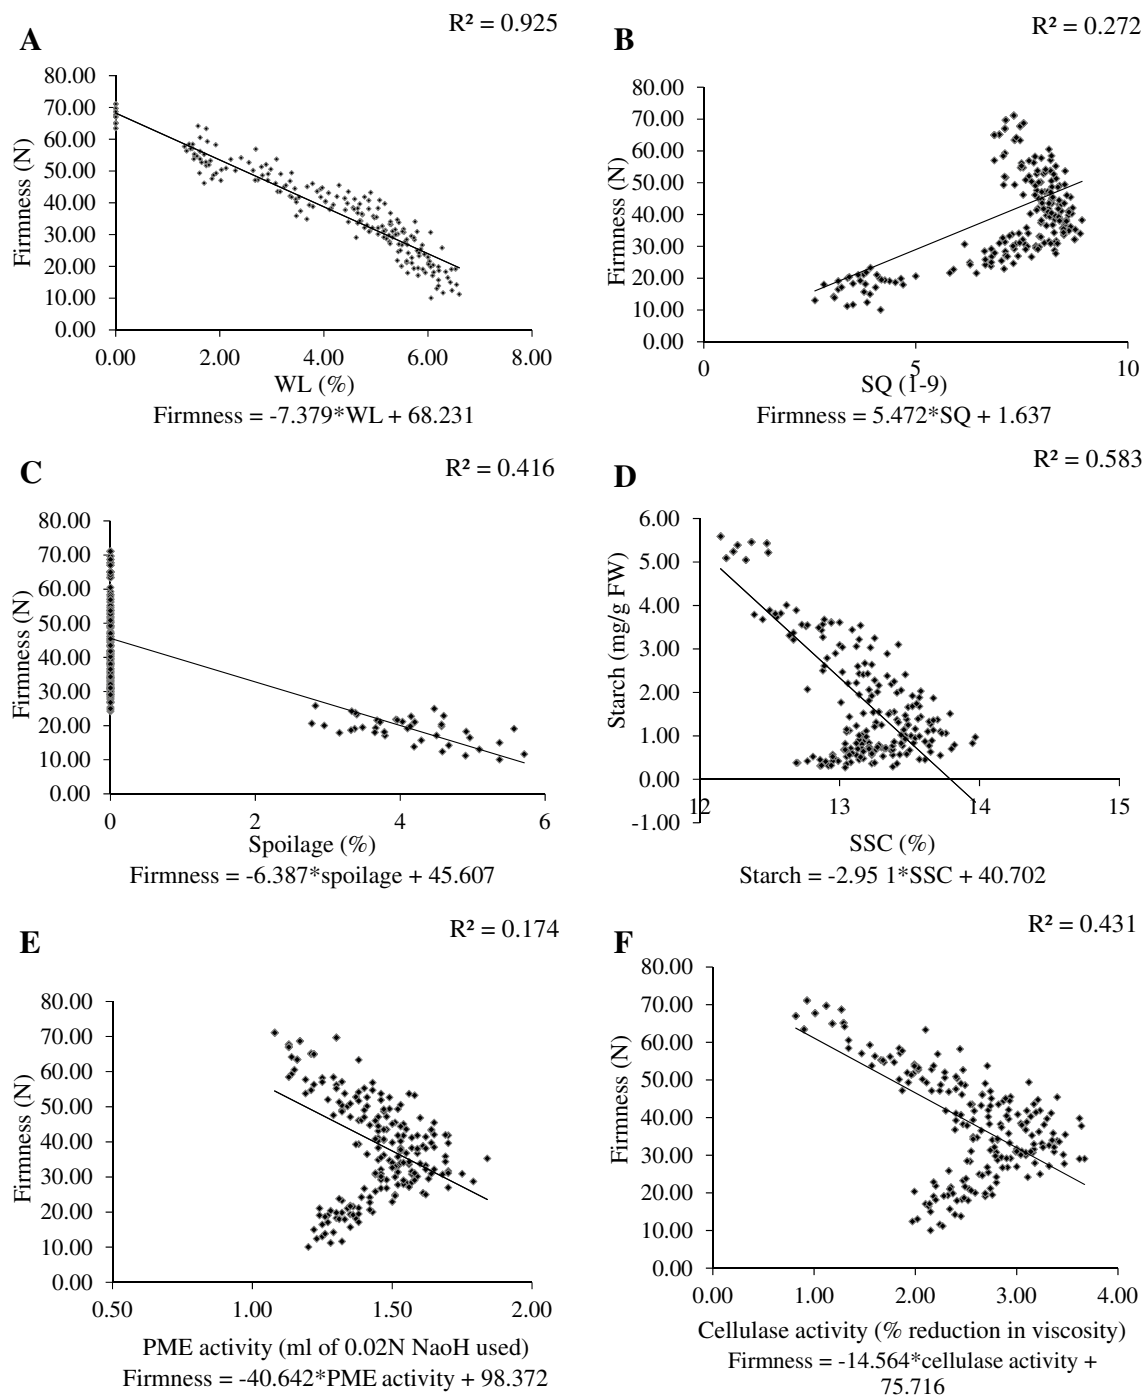 A
R² = 0.925
80.00
70.00
60.00
50.00
40.00
30.00
20.00
10.00
0.00
Firmness (N)
0.00 2.00 4.00 6.00 8.00
WL (%)
Firmness = -7.379*WL + 68.231
B
R² = 0.272
80.00
70.00
60.00
50.00
40.00
30.00
20.00
10.00
0.00
Firmness (N)
0 5 10
SQ (1-9)
Firmness = 5.472*SQ + 1.637
C
R² = 0.416
80.00
70.00
60.00
50.00
40.00
30.00
20.00
10.00
0.00
Firmness (N)
0 2 4 6
Spoilage (%)
Firmness = -6.387*spoilage + 45.607
D
R² = 0.583
6.00
5.00
4.00
3.00
2.00
1.00
0.00
-1.00
Starch (mg/g FW)
12 13 14 15
SSC (%)
Starch = -2.95 1*SSC + 40.702
E
R² = 0.174
80.00
70.00
60.00
50.00
40.00
30.00
20.00
10.00
0.00
Firmness (N)
0.50 1.00 1.50 2.00
PME activity (ml of 0.02N NaoH used)
Firmness = -40.642*PME activity + 98.372
F
R² = 0.431
80.00
70.00
60.00
50.00
40.00
30.00
20.00
10.00
0.00
Firmness (N)
0.00 1.00 2.00 3.00 4.00
Cellulase activity (% reduction in viscosity)
Firmness = -14.564*cellulase activity +
75.716